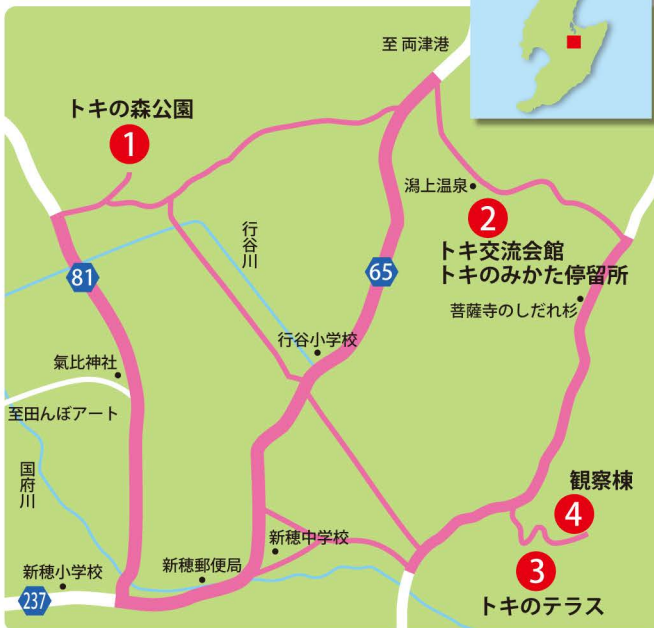 至 両津港
トキの森公園
1
潟上温泉
2
トキ交流会館
トキのみかた停留所
行谷川
65
81
菩薩寺のしだれ杉
行谷小学校
氣比神社
至田んぼアート
国府川
観察棟
4
新穂中学校
新穂郵便局
新穂小学校
3
237
トキのテラス